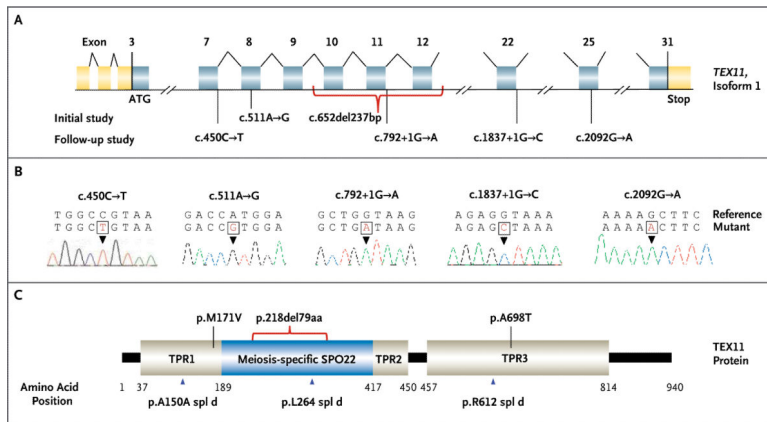 A
Exon 3 7 8 9 10 11 12 22 25 31
TEX11,
Isoform 1
ATG Stop
Initial study c.511A→G c.652del237bp
Follow-up study c.450C→T c.792+1G→A c.1837+1G→C c.2092G→A
B
c.450C→T c.511A→G c.792+1G→A c.1837+1G→C c.2092G→A
TGGCCGTAA GACCATGGA GCTGGTAAG AGAGGTAAA AAAAGCTTC Reference
TGGCTGTAA GACCGTGGA GCTGATAAG AGAGCTAAA AAAAACTTC Mutant
C
p.M171V p.218del79aa p.A698T
TPR1 Meiosis-specific SPO22 TPR2 TPR3
TEX11
Protein
Amino Acid
Position
1 37 189 417 450 457 814 940
p.A150A spl d p.L264 spl d p.R612 spl d